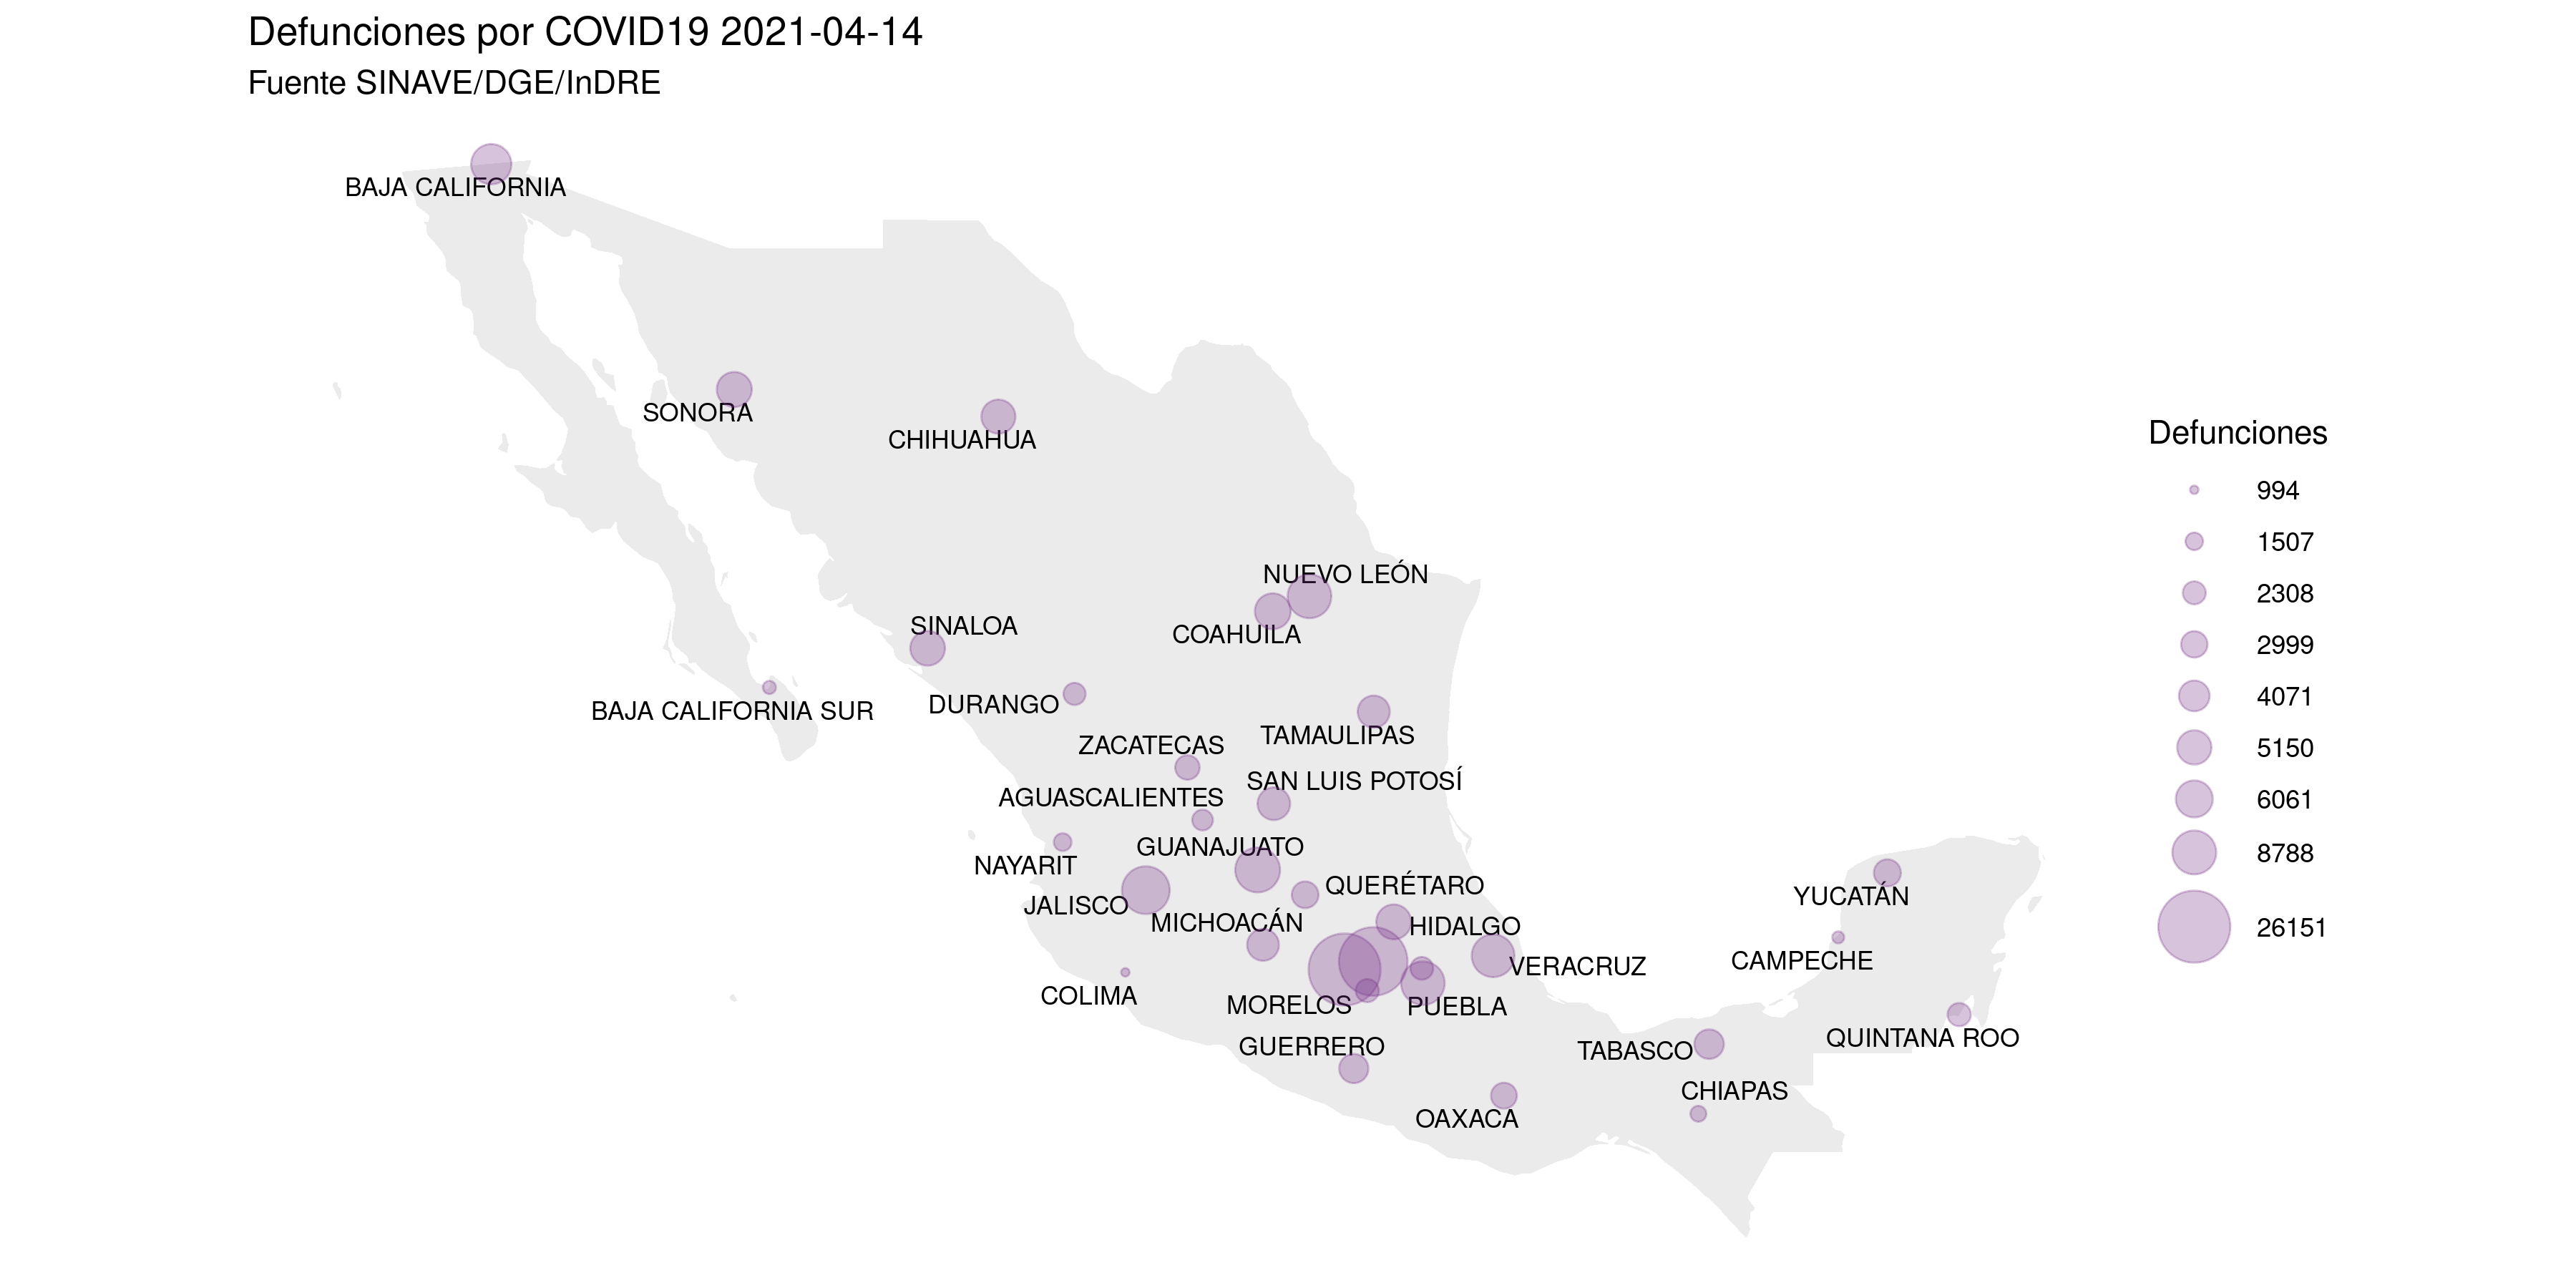 Defunciones por COVID19 2021-04-14
Fuente SINAVE/DGE/InDRE
BAJA CALIFORNIA
SONORA
CHIHUAHUA
NUEVO LEÓN
COAHUILA
SINALOA
BAJA CALIFORNIA SUR
DURANGO
TAMAULIPAS
ZACATECAS
SAN LUIS POTOSÍ
AGUASCALIENTES
GUANAJUATO
NAYARIT
QUERÉTARO
JALISCO
MICHOACÁN
HIDALGO
VERACRUZ
COLIMA
MORELOS
PUEBLA
GUERRERO
OAXACA
YUCATÁN
CAMPECHE
QUINTANA ROO
TABASCO
CHIAPAS
Defunciones
994
1507
2308
2999
4071
5150
6061
8788
26151